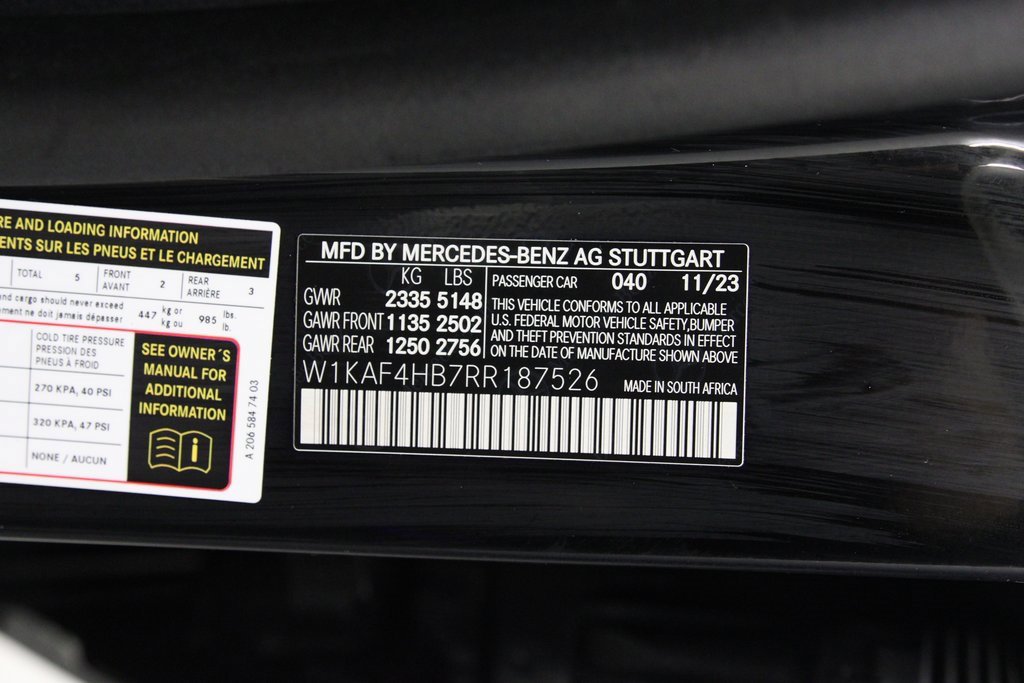 RE AND LOADING INFORMATION
ENTS SUR LES PNEUS ET LE CHARGEMENT
TOTAL 5 FRONT AVANT 2 REAR ARRIÈRE 3
nd cargo should never exceed 447 kg or 985 lbs.
ement ne doit jamais dépasser kg ou lb.
COLD TIRE PRESSURE
PRESSION DES
PNEUS À FROID
270 KPA, 40 PSI
320 KPA, 47 PSI
NONE / AUCUN
SEE OWNER´S
MANUAL FOR
ADDITIONAL
INFORMATION
i
A 206 584 74 03
MFD BY MERCEDES-BENZ AG STUTTGART
KG LBS
GWR 2335 5148
GAWR FRONT 1135 2502
GAWR REAR 1250 2756
PASSENGER CAR 040 11/23
THIS VEHICLE CONFORMS TO ALL APPLICABLE
U.S. FEDERAL MOTOR VEHICLE SAFETY,BUMPER
AND THEFT PREVENTION STANDARDS IN EFFECT
ON THE DATE OF MANUFACTURE SHOWN ABOVE
W1KAF4HB7RR187526 MADE IN SOUTH AFRICA